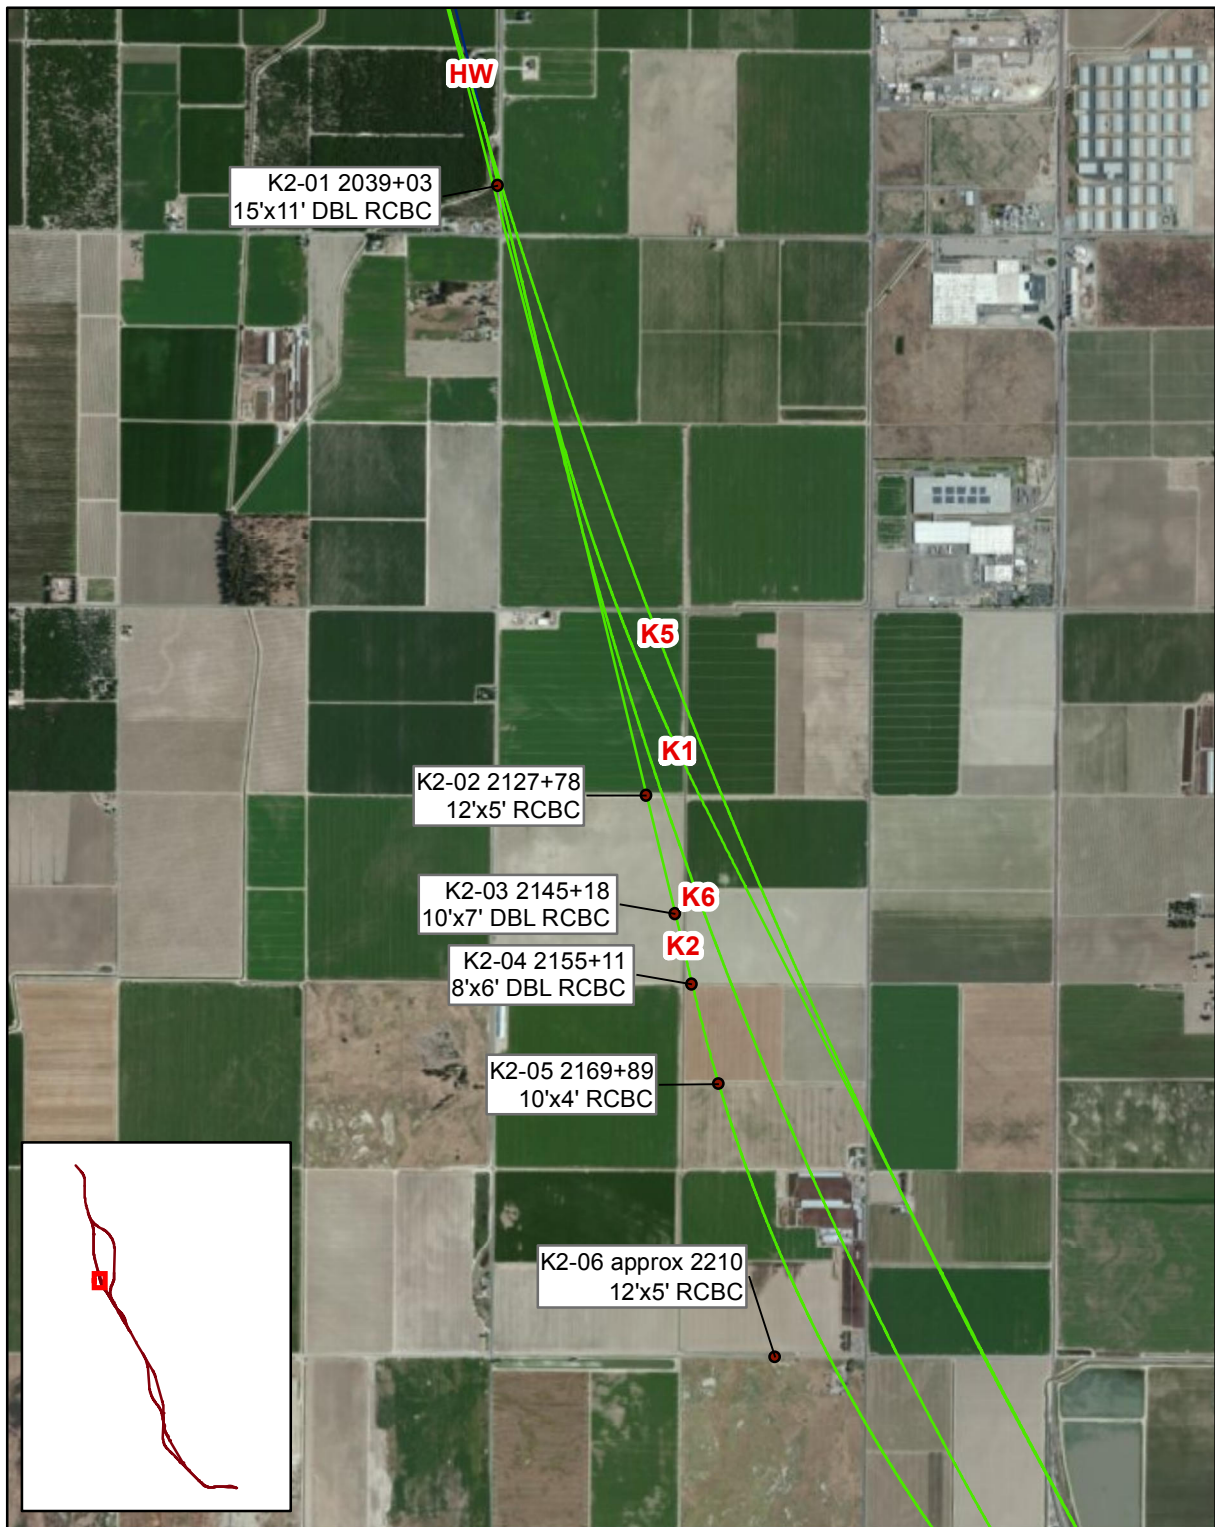 HW
K2-01 2039+03
15'x11' DBL RCBC
K5
K1
K2-02 2127+78
12'x5' RCBC
K2-03 2145+18
10'x7' DBL RCBC
K6
K2
K2-04 2155+11
8'x6' DBL RCBC
K2-05 2169+89
10'x4' RCBC
K2-06 approx 2210
12'x5' RCBC